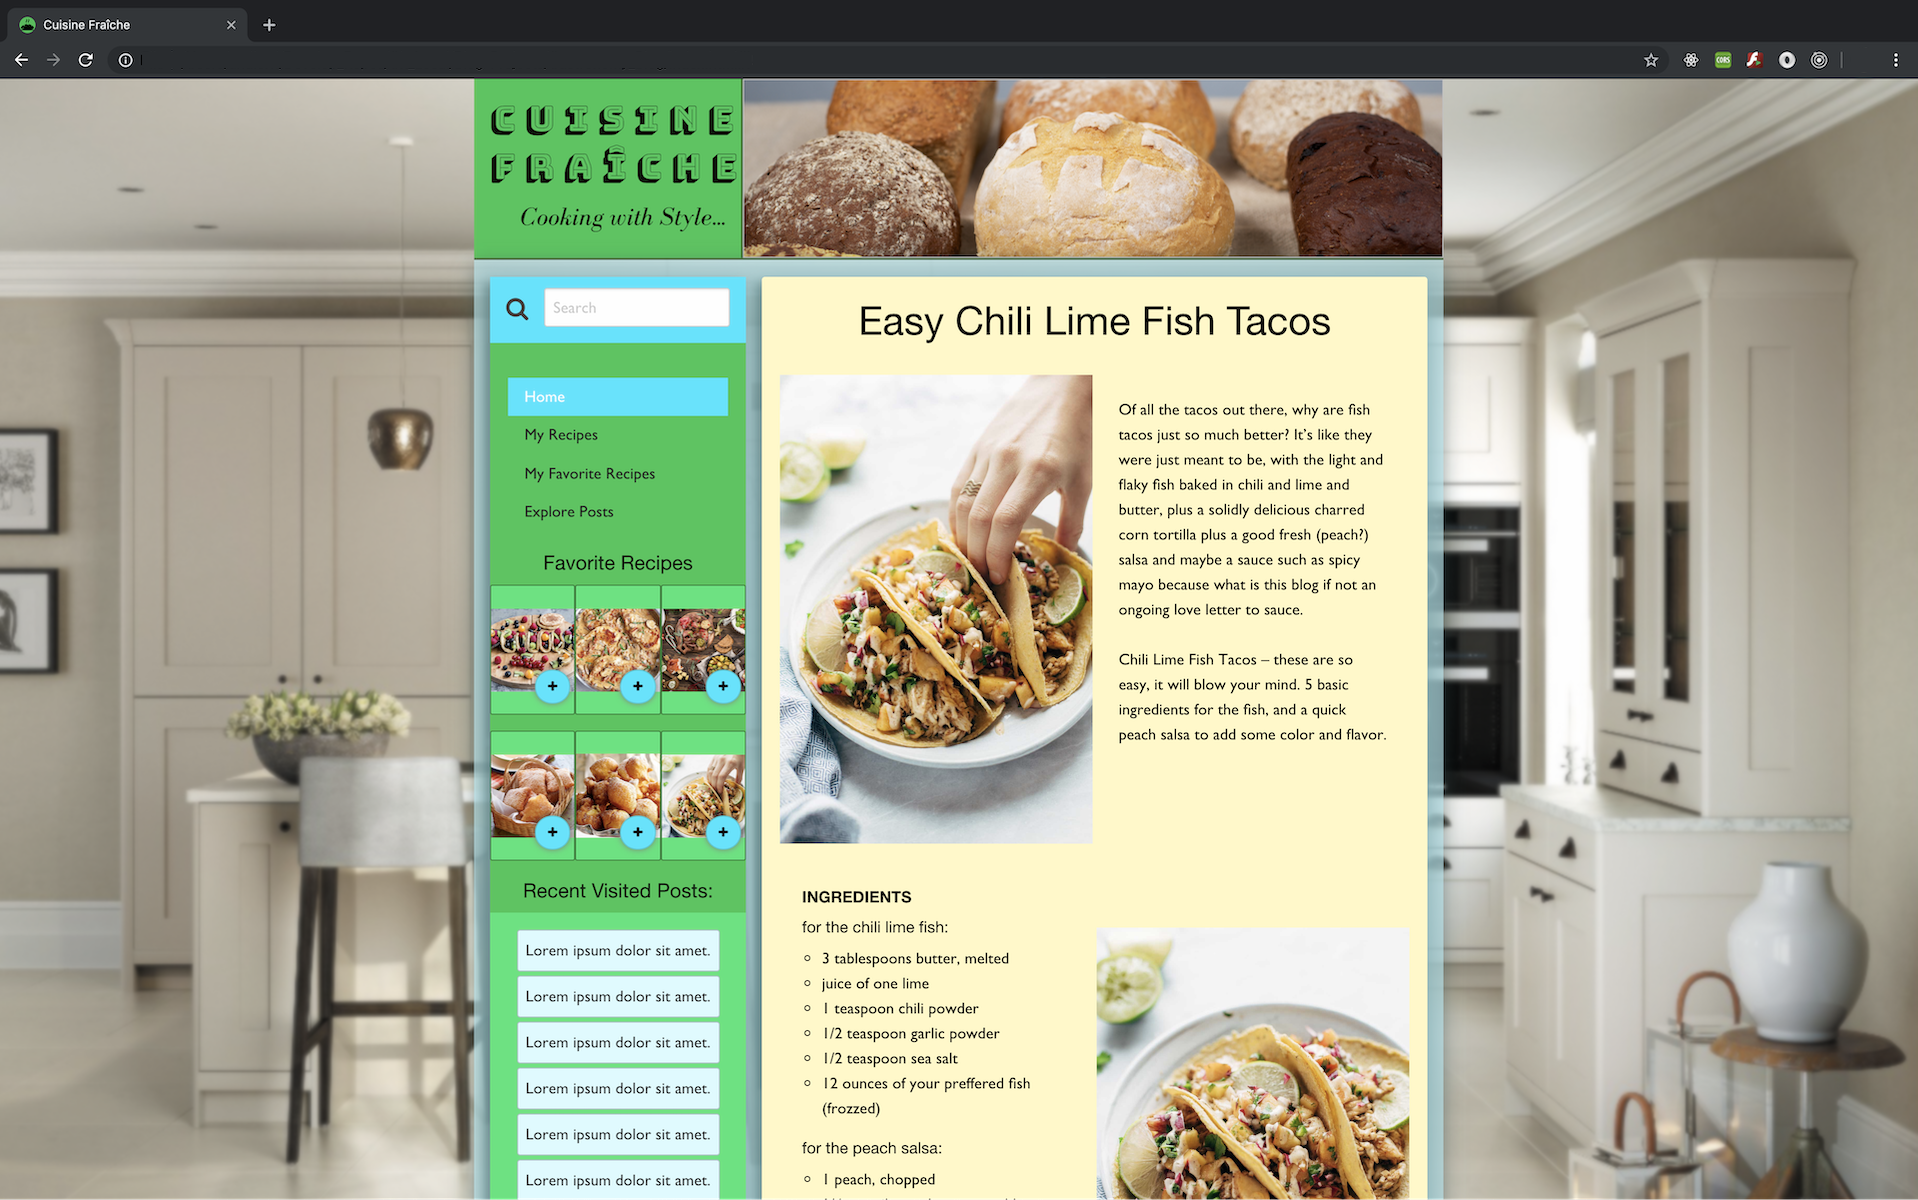 Cuisine Fraîche
CORS
CUISINE
FRAÎCHE
Cooking with Style...
Search
Home
My Recipes
My Favorite Recipes
Explore Posts
Favorite Recipes
+ + +
+ + +
Recent Visited Posts:
Lorem ipsum dolor sit amet.
Lorem ipsum dolor sit amet.
Lorem ipsum dolor sit amet.
Lorem ipsum dolor sit amet.
Lorem ipsum dolor sit amet.
Lorem ipsum dolor sit amet.
Easy Chili Lime Fish Tacos
Of all the tacos out there, why are fish
tacos just so much better? It’s like they
were just meant to be, with the light and
flaky fish baked in chili and lime and
butter, plus a solidly delicious charred
corn tortilla plus a good fresh (peach?)
salsa and maybe a sauce such as spicy
mayo because what is this blog if not an
ongoing love letter to sauce.
Chili Lime Fish Tacos – these are so
easy, it will blow your mind. 5 basic
ingredients for the fish, and a quick
peach salsa to add some color and flavor.
INGREDIENTS
for the chili lime fish:
3 tablespoons butter, melted
juice of one lime
1 teaspoon chili powder
1/2 teaspoon garlic powder
1/2 teaspoon sea salt
12 ounces of your preffered fish
(frozzed)
for the peach salsa:
1 peach, chopped